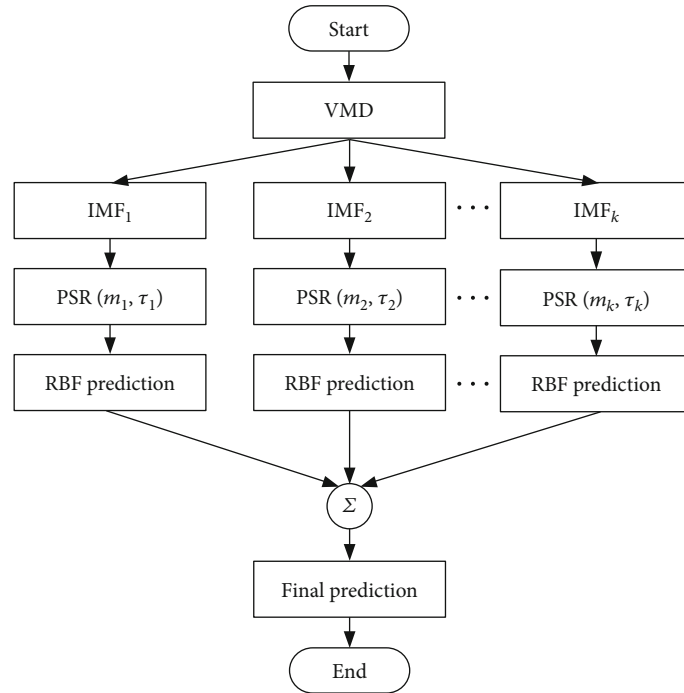 Start
VMD
IMF₁ IMF₂ · · · IMFₖ
PSR (m₁, τ₁) PSR (m₂, τ₂) · · · PSR (mₖ, τₖ)
RBF prediction RBF prediction · · · RBF prediction
Σ
Final prediction
End